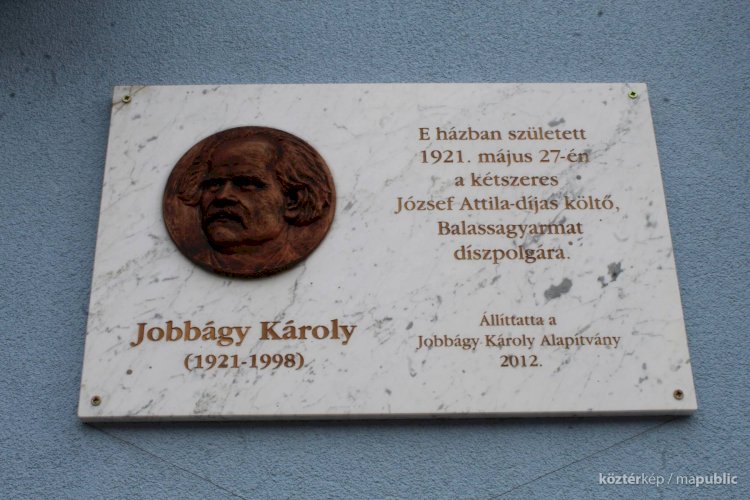 E házban született
1921. május 27-én
a kétszeres
József Attila-díjas költő,
Balassagyarmat
díszpolgára.
Jobbágy Károly
(1921-1998)
Állíttatta a
Jobbágy Károly Alapítvány
2012.
köztérkép / mapublic